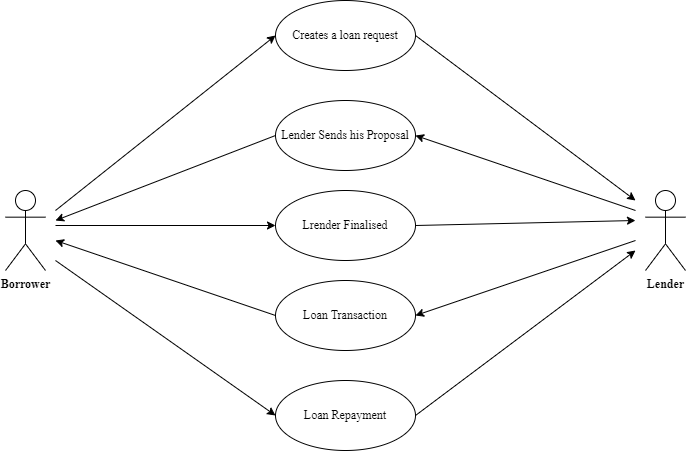 Creates a loan request
Lender Sends his Proposal
Lrender Finalised
Borrower
Lender
Loan Transaction
Loan Repayment